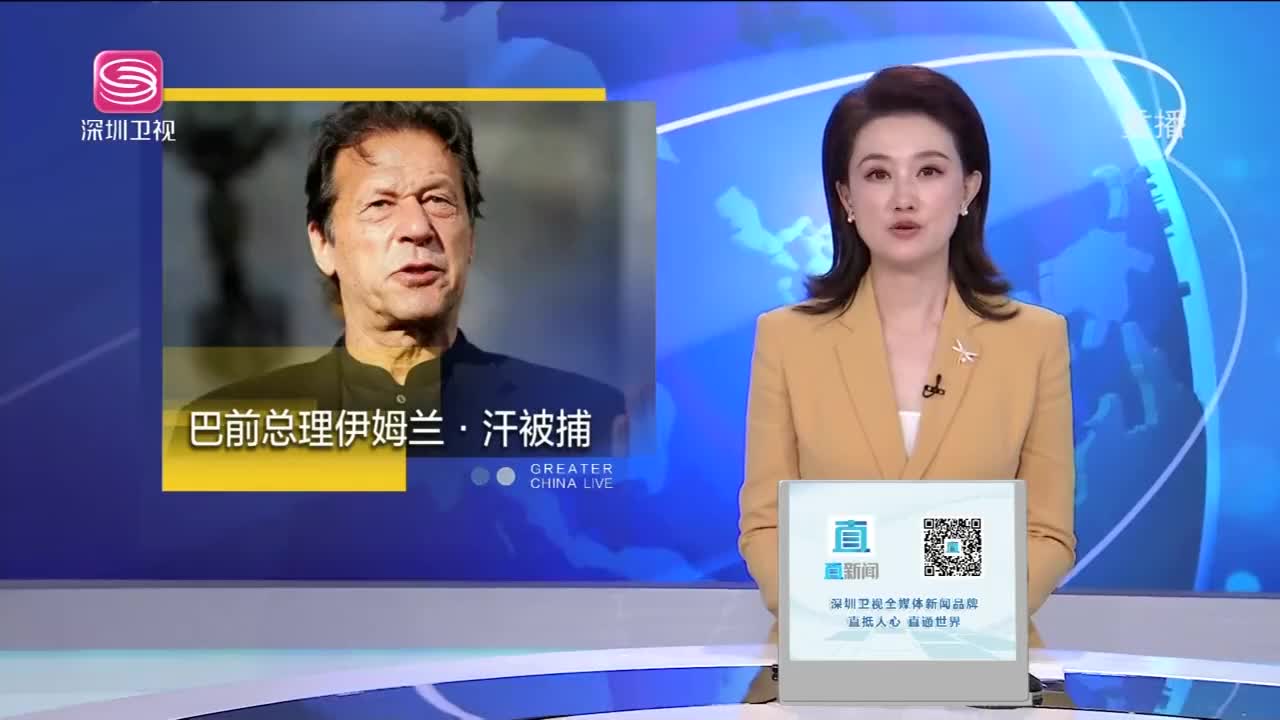 深圳卫视
重播
巴前总理伊姆兰·汗被捕
GREATER
CHINA LIVE
直
直新闻
深圳卫视全媒体新闻品牌
直抵人心 直通世界